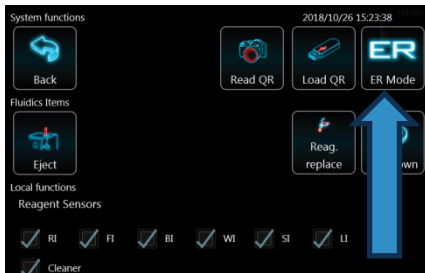 System functions 2018/10/26 15:23:38
ER
Back Read QR Load QR ER Mode
Fluidics Items
Eject Reag. replace
Local functions
Reagent Sensors
RI FI BI WI SI LI
Cleaner